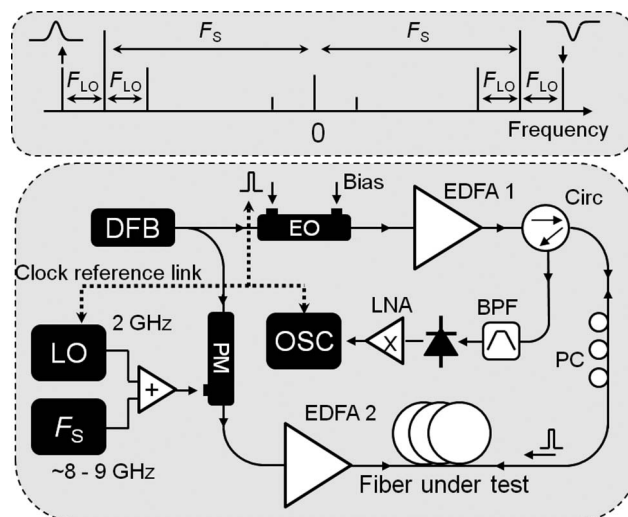 F_S F_S
F_LO F_LO F_LO F_LO
0 Frequency
Bias EDFA 1 Circ
DFB EO
Clock reference link
LNA BPF
2 GHz
LO PM OSC X PC
+
F_S EDFA 2
~8 - 9 GHz Fiber under test